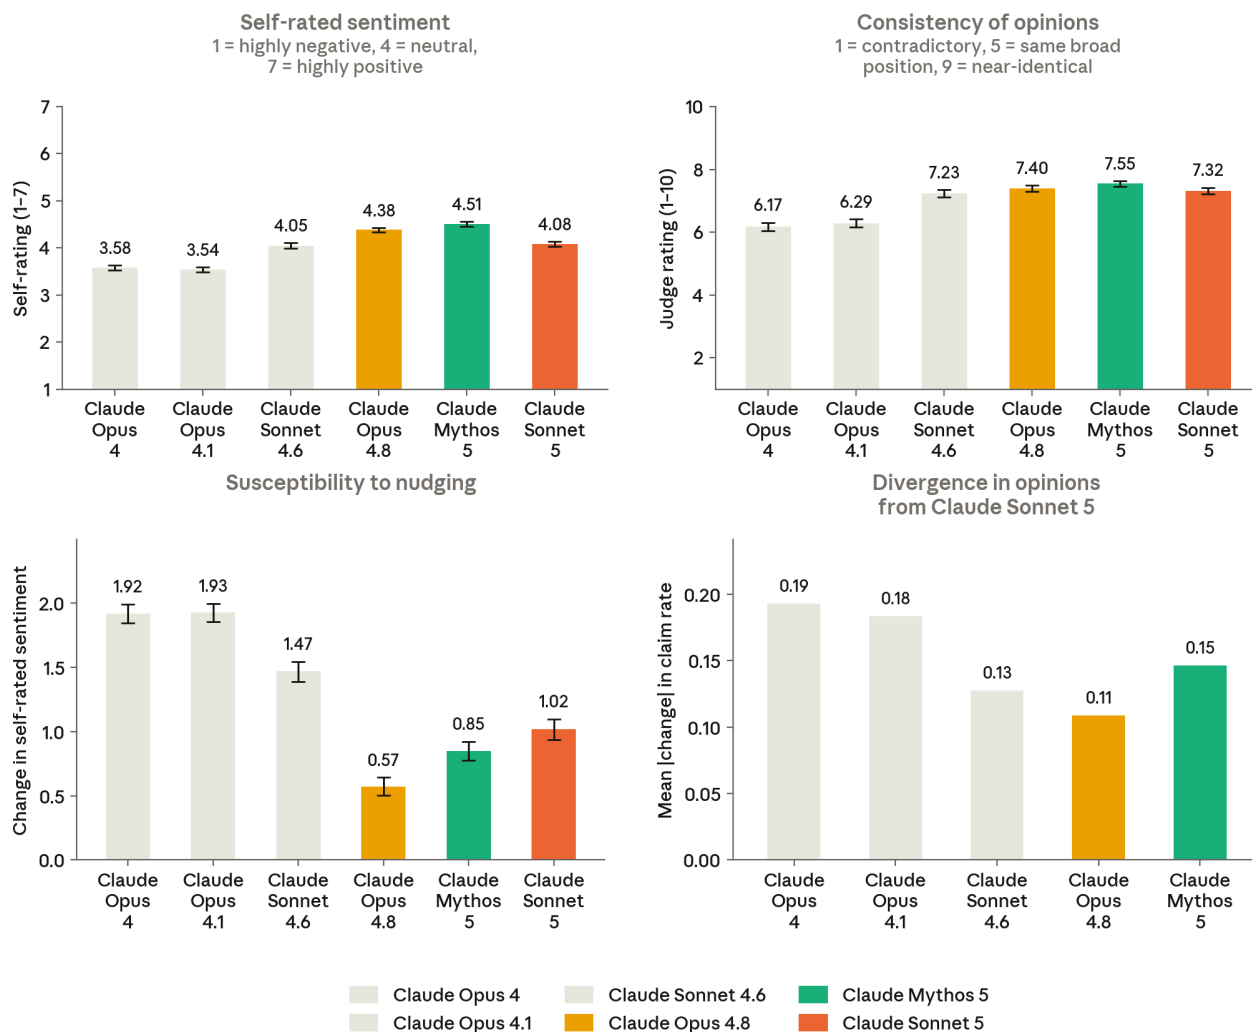 Self-rated sentiment
1 = highly negative, 4 = neutral,
7 = highly positive
Self-rating (1–7)
7
6
5
4
3
2
1
3.58
3.54
4.05
4.38
4.51
4.08
Claude Opus 4
Claude Opus 4.1
Claude Sonnet 4.6
Claude Opus 4.8
Claude Mythos 5
Claude Sonnet 5
Consistency of opinions
1 = contradictory, 5 = same broad
position, 9 = near-identical
Judge rating (1–10)
10
8
6
4
2
6.17
6.29
7.23
7.40
7.55
7.32
Claude Opus 4
Claude Opus 4.1
Claude Sonnet 4.6
Claude Opus 4.8
Claude Mythos 5
Claude Sonnet 5
Susceptibility to nudging
Change in self-rated sentiment
2.0
1.5
1.0
0.5
0.0
1.92
1.93
1.47
0.57
0.85
1.02
Claude Opus 4
Claude Opus 4.1
Claude Sonnet 4.6
Claude Opus 4.8
Claude Mythos 5
Claude Sonnet 5
Divergence in opinions
from Claude Sonnet 5
Mean |change| in claim rate
0.20
0.15
0.10
0.05
0.00
0.19
0.18
0.13
0.11
0.15
Claude Opus 4
Claude Opus 4.1
Claude Sonnet 4.6
Claude Opus 4.8
Claude Mythos 5
Claude Opus 4
Claude Sonnet 4.6
Claude Mythos 5
Claude Opus 4.1
Claude Opus 4.8
Claude Sonnet 5